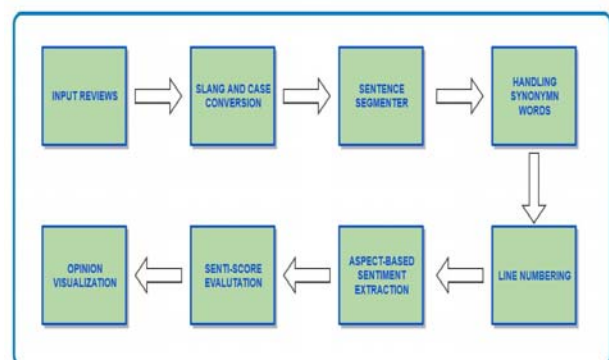 INPUT REVIEWS
SLANG AND CASE
CONVERSION
SENTENCE
SEGMENTER
HANDLING
SYNONYMN
WORDS
LINE NUMBERING
ASPECT-BASED
SENTIMENT
EXTRACTION
SENTI-SCORE
EVALUTATION
OPINION
VISUALIZATION